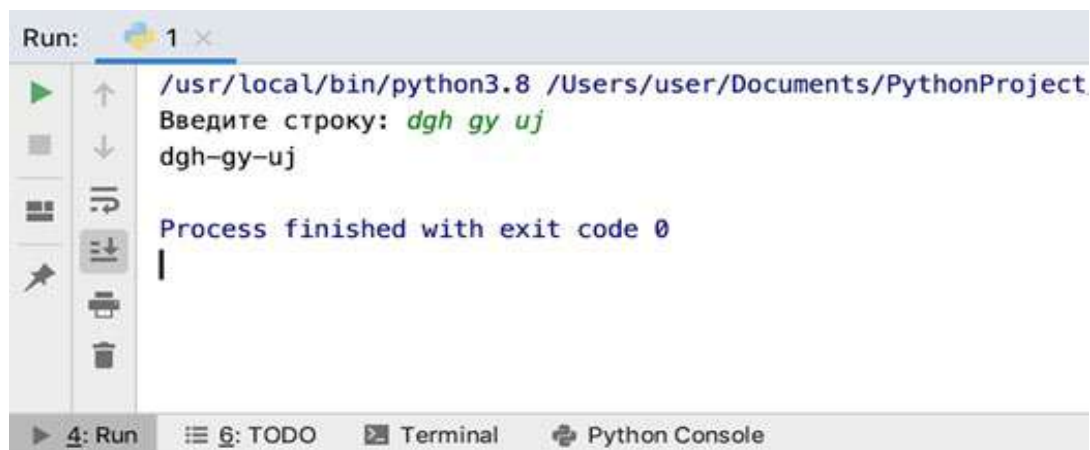 Run: 1
/usr/local/bin/python3.8 /Users/user/Documents/PythonProject
Введите строку: dgh gy uj
dgh-gy-uj
Process finished with exit code 0
4: Run 6: TODO Terminal Python Console